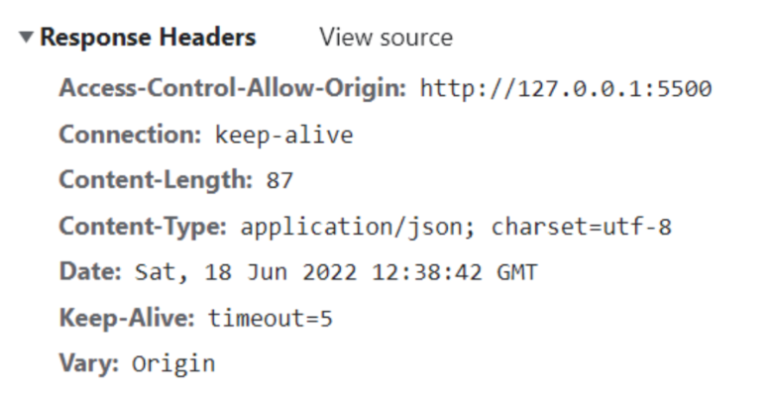 Response Headers View source
Access-Control-Allow-Origin: http://127.0.0.1:5500
Connection: keep-alive
Content-Length: 87
Content-Type: application/json; charset=utf-8
Date: Sat, 18 Jun 2022 12:38:42 GMT
Keep-Alive: timeout=5
Vary: Origin